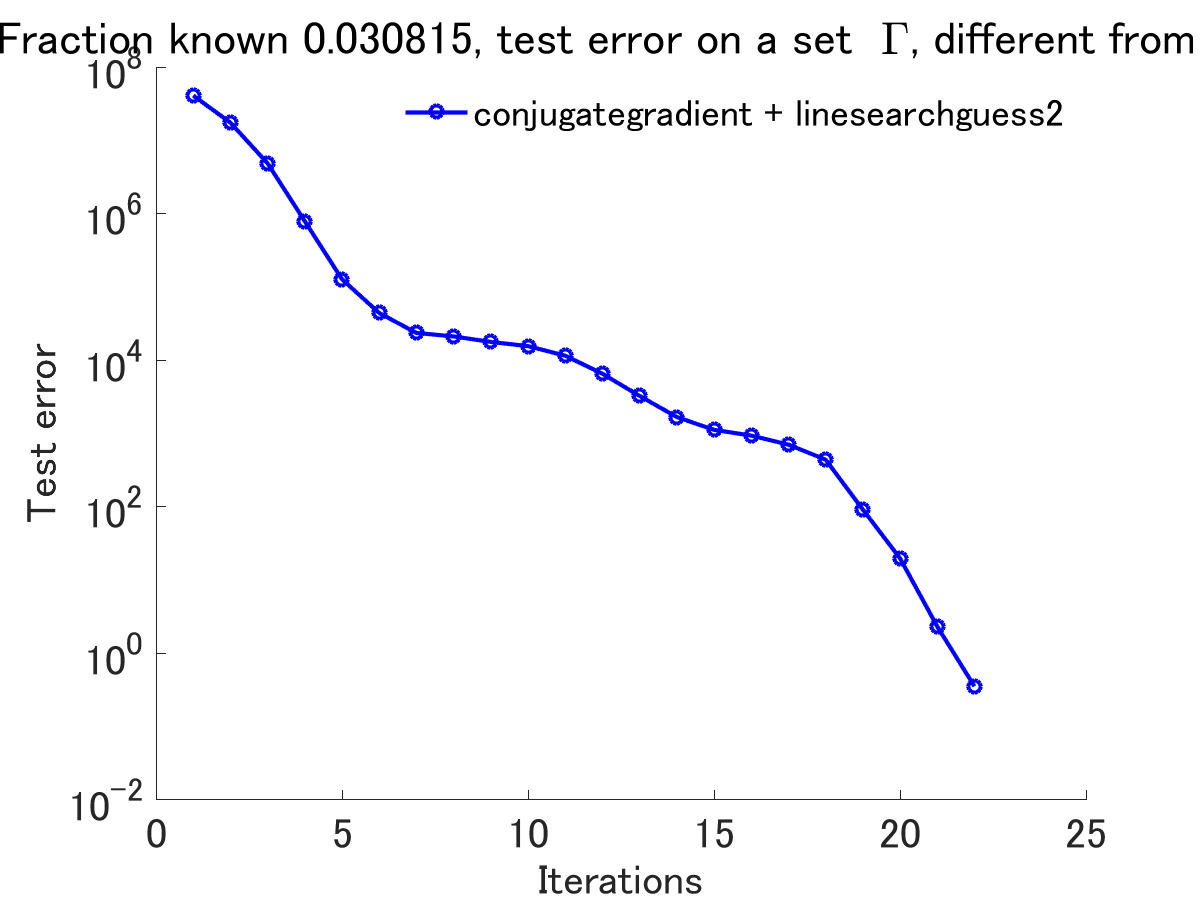 Fraction known 0.030815, test error on a set Γ, different from
10^8
conjugategradient + linesearchguess2
10^6
10^4
10^2
10^0
10^−2
Test error
0 5 10 15 20 25
Iterations